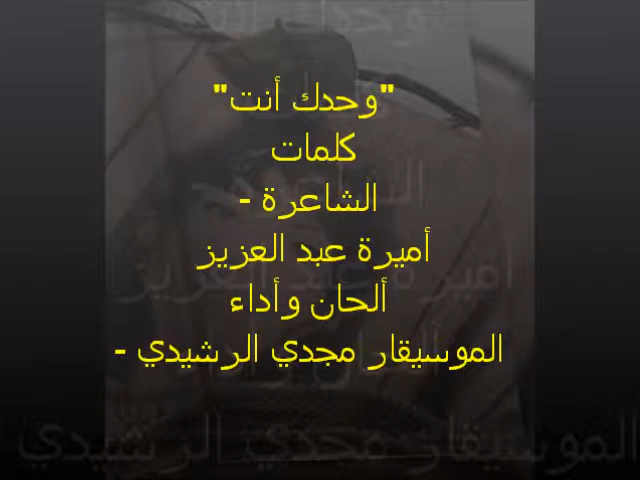 "وحدك أنت"
كلمات
الشاعرة -
أميرة عبد العزيز
ألحان وأداء
الموسيقار مجدي الرشيدي -